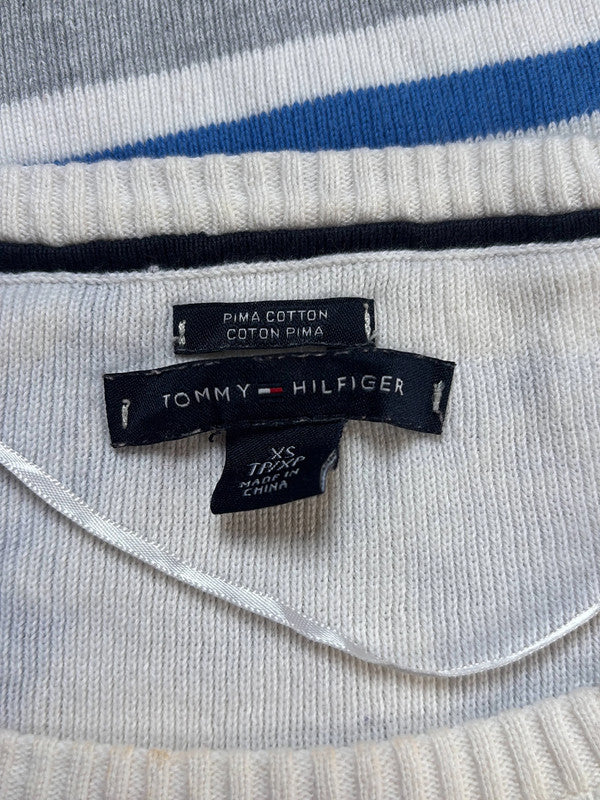 PIMA COTTON
COTON PIMA
TOMMY HILFIGER
XS
TP/XP
MADE IN
CHINA